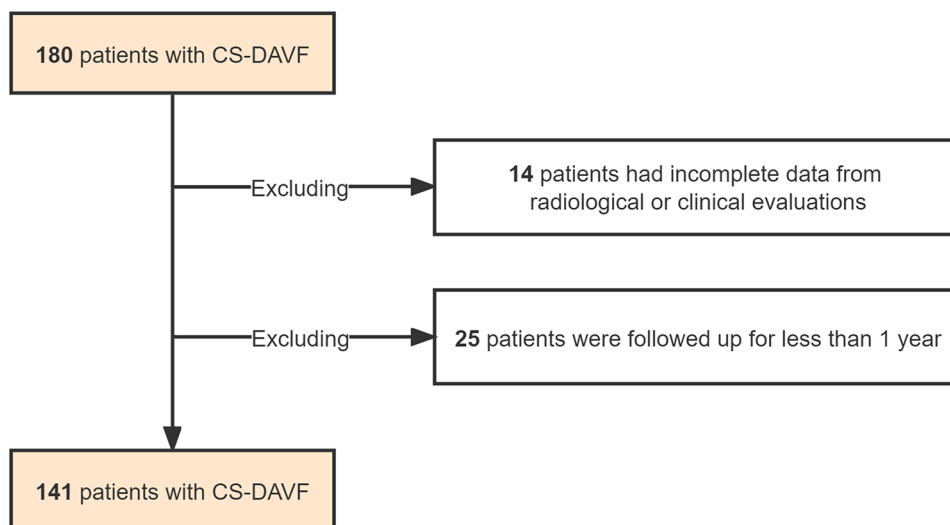 180 patients with CS-DAVF
Excluding
14 patients had incomplete data from
radiological or clinical evaluations
Excluding
25 patients were followed up for less than 1 year
141 patients with CS-DAVF